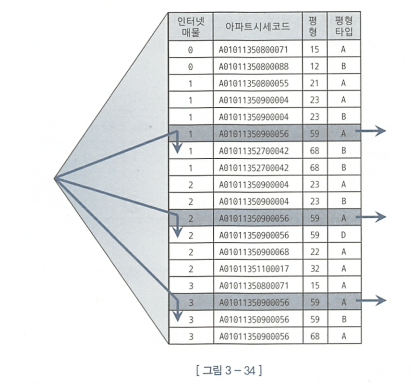 인터넷 매물 아파트시세코드 평형 평형 타입
0 A01011350800071 15 A
0 A01011350800088 12 B
1 A01011350800055 21 A
1 A01011350900004 23 A
1 A01011350900004 23 B
1 A01011350900056 59 A
1 A01011352700042 68 B
1 A01011352700042 68 B
2 A01011350900004 23 A
2 A01011350900004 23 B
2 A01011350900056 59 A
2 A01011350900056 59 D
2 A01011350900068 22 A
2 A01011351100017 32 A
3 A01011350800071 15 A
3 A01011350900056 59 A
3 A01011350900056 59 B
3 A01011350900056 68 A
[ 그림 3 - 34 ]